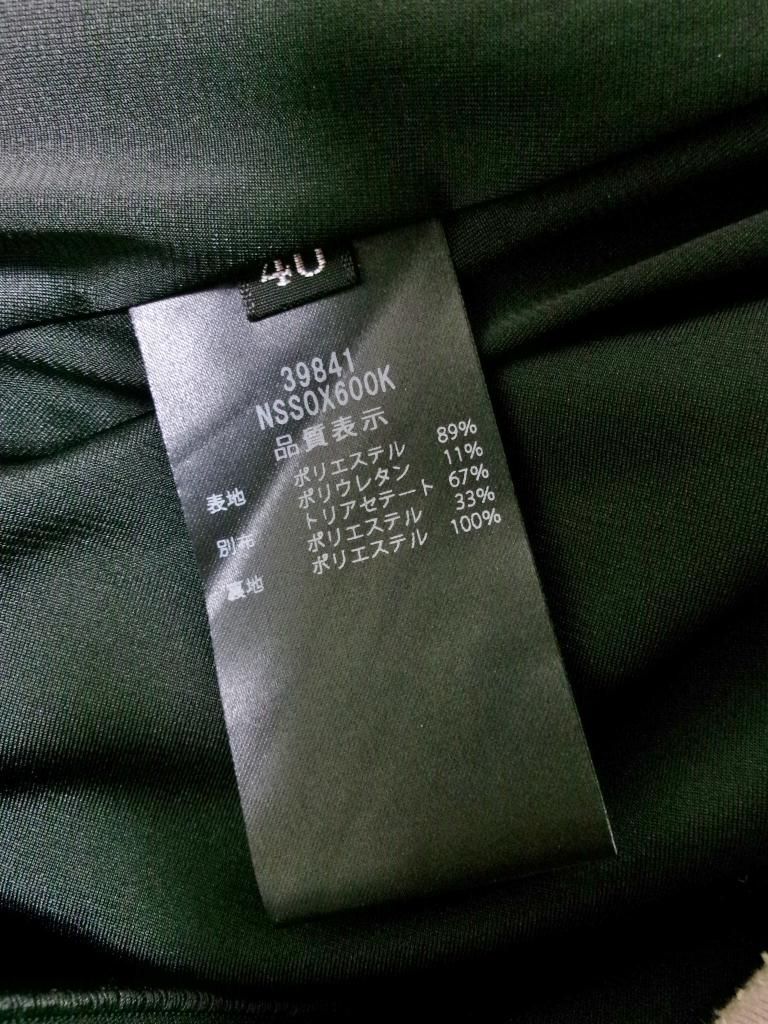 40
39841
NSSOX600K
品質表示
表地 ポリエステル 89%
ポリウレタン 11%
別布 トリアセテート 67%
ポリエステル 33%
裏地 ポリエステル 100%